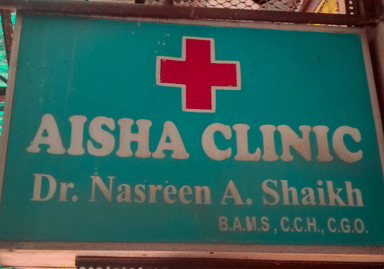 AISHA CLINIC
Dr. Nasreen A. Shaikh
B.A.M.S , C.C.H., C.G.O.